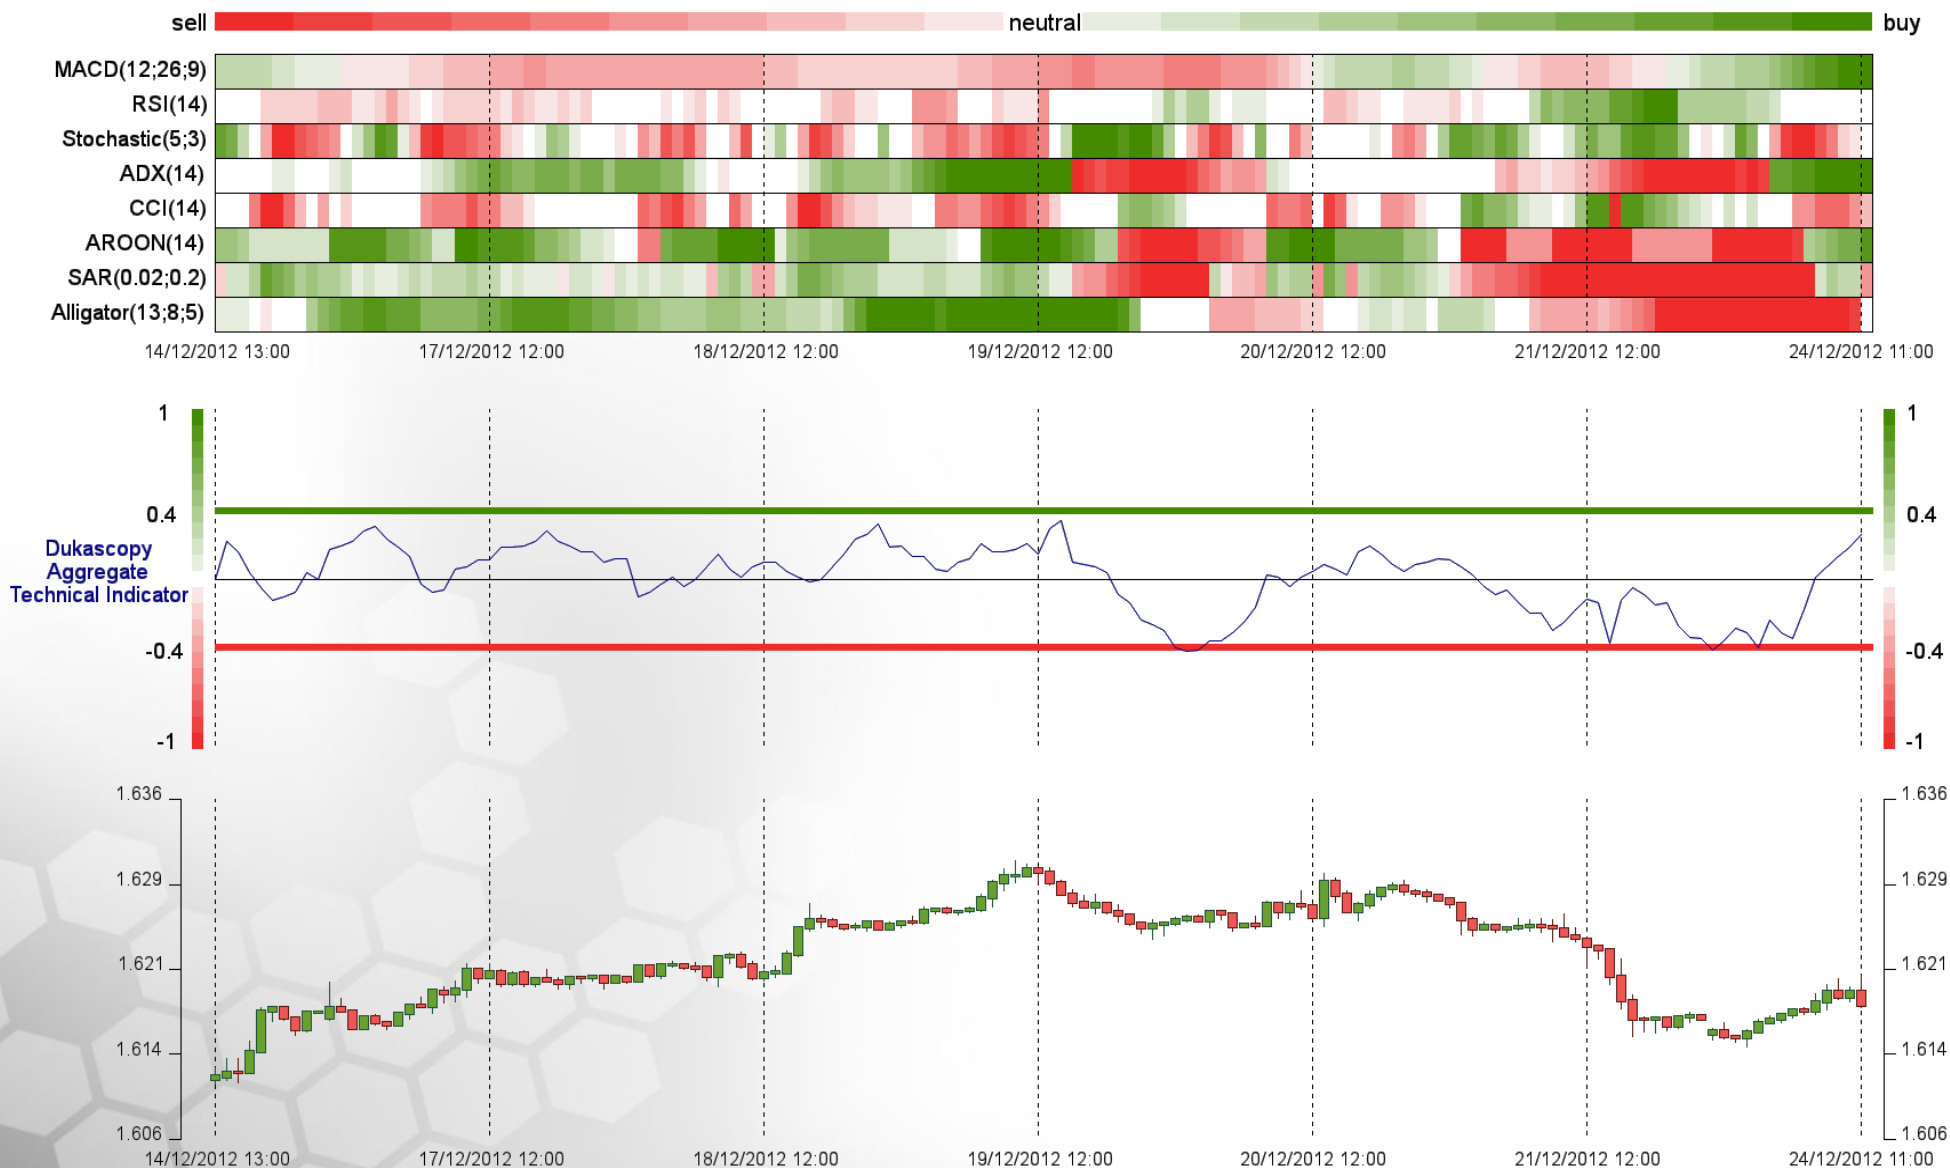 sell neutral buy
MACD(12;26;9)
RSI(14)
Stochastic(5;3)
ADX(14)
CCI(14)
AROON(14)
SAR(0.02;0.2)
Alligator(13;8;5)
14/12/2012 13:00 17/12/2012 12:00 18/12/2012 12:00 19/12/2012 12:00 20/12/2012 12:00 21/12/2012 12:00 24/12/2012 11:00
1 1
0.4 0.4
Dukascopy
Aggregate
Technical Indicator
-0.4 -0.4
-1 -1
1.636 1.636
1.629 1.629
1.621 1.621
1.614 1.614
1.606 1.606
14/12/2012 13:00 17/12/2012 12:00 18/12/2012 12:00 19/12/2012 12:00 20/12/2012 12:00 21/12/2012 12:00 24/12/2012 11:00